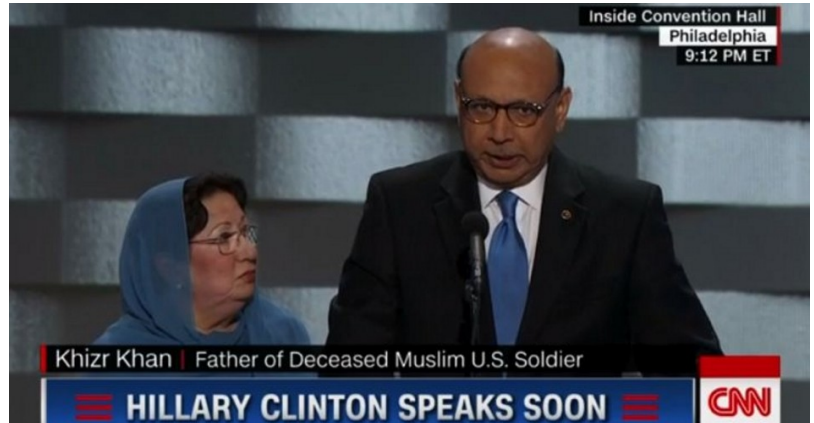 Inside Convention Hall
Philadelphia
9:12 PM ET
Khizr Khan | Father of Deceased Muslim U.S. Soldier
HILLARY CLINTON SPEAKS SOON
CNN